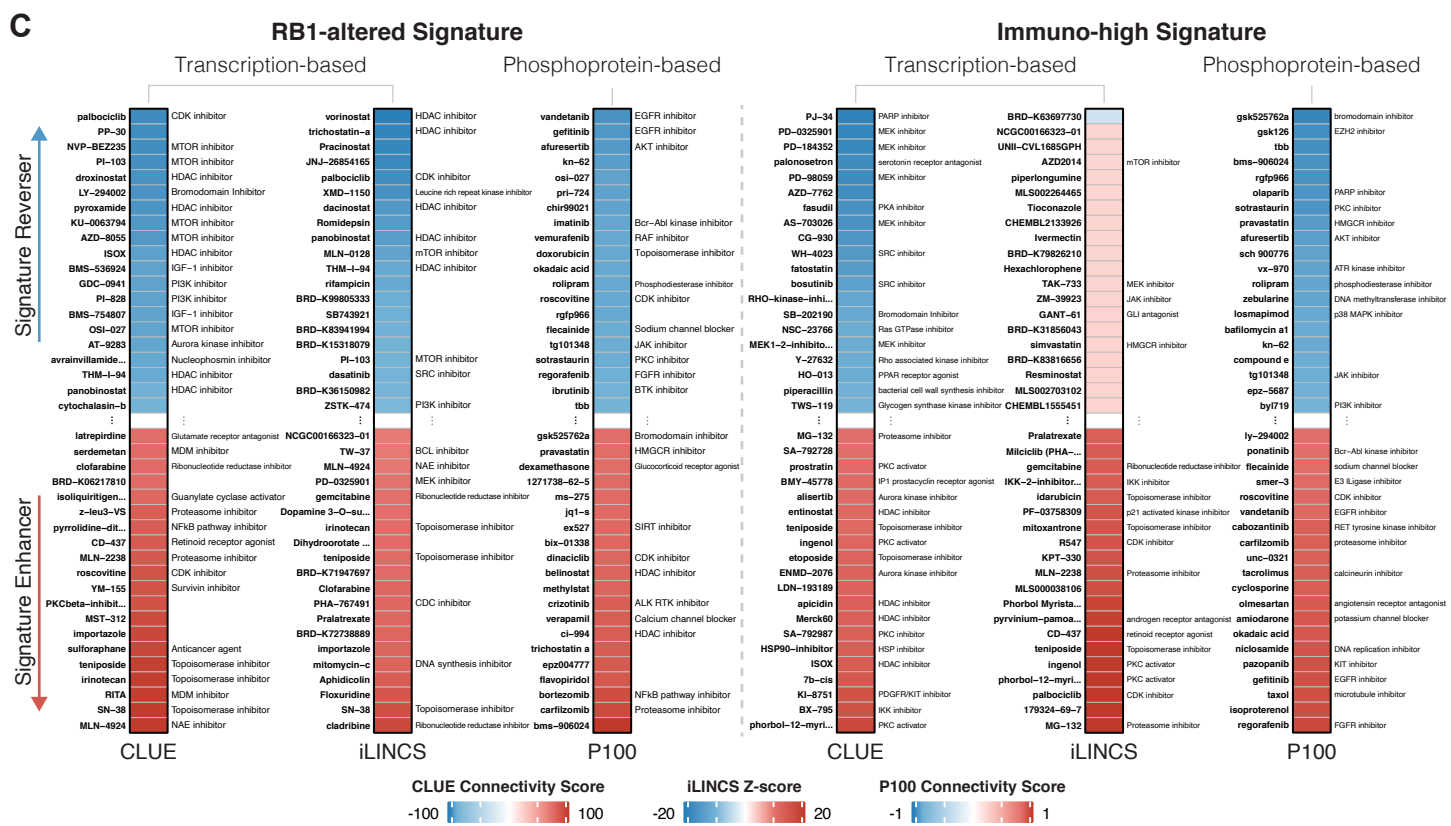 C
RB1-altered Signature
Immuno-high Signature
Transcription-based
Phosphoprotein-based
Transcription-based
Phosphoprotein-based
Signature Reverser
Signature Enhancer
palbociclib CDK inhibitor
PP-30
NVP-BEZ235 MTOR inhibitor
PI-103 MTOR inhibitor
droxinostat HDAC inhibitor
LY-294002 Bromodomain Inhibitor
pyroxamide HDAC inhibitor
KU-0063794 MTOR inhibitor
AZD-8055 MTOR inhibitor
ISOX HDAC inhibitor
BMS-536924 IGF-1 inhibitor
GDC-0941 PI3K inhibitor
PI-828 PI3K inhibitor
BMS-754807 IGF-1 inhibitor
OSI-027 MTOR inhibitor
AT-9283 Aurora kinase inhibitor
avrainvillamide... Nucleophosmin inhibitor
THM-I-94 HDAC inhibitor
panobinostat HDAC inhibitor
cytochalasin-b
⋮ ⋮
latrepirdine Glutamate receptor antagonist
serdemetan MDM inhibitor
clofarabine Ribonucleotide reductase inhibitor
BRD-K06217810
isoliquiritigen... Guanylate cyclase activator
z-leu3-VS Proteasome inhibitor
pyrrolidine-dit... NFkB pathway inhibitor
CD-437 Retinoid receptor agonist
MLN-2238 Proteasome inhibitor
roscovitine CDK inhibitor
YM-155 Survivin inhibitor
PKCbeta-inhibit...
MST-312
importazole
sulforaphane Anticancer agent
teniposide Topoisomerase inhibitor
irinotecan Topoisomerase inhibitor
RITA MDM inhibitor
SN-38 Topoisomerase inhibitor
MLN-4924 NAE inhibitor
CLUE
vorinostat HDAC inhibitor
trichostatin-a HDAC inhibitor
Pracinostat
JNJ-26854165
palbociclib CDK inhibitor
XMD-1150 Leucine rich repeat kinase inhibitor
dacinostat HDAC inhibitor
Romidepsin
panobinostat HDAC inhibitor
MLN-0128 mTOR inhibitor
THM-I-94 HDAC inhibitor
rifampicin
BRD-K99805333
SB743921
BRD-K83941994
BRD-K15318079
PI-103 MTOR inhibitor
dasatinib SRC inhibitor
BRD-K36150982
ZSTK-474 PI3K inhibitor
⋮ ⋮
NCGC00166323-01
TW-37 BCL inhibitor
MLN-4924 NAE inhibitor
PD-0325901 MEK inhibitor
gemcitabine Ribonucleotide reductase inhibitor
Dopamine 3-O-su...
irinotecan Topoisomerase inhibitor
Dihydroorotate ...
teniposide Topoisomerase inhibitor
BRD-K71947697
Clofarabine
PHA-767491 CDC inhibitor
Pralatrexate
BRD-K72738889
importazole
mitomycin-c DNA synthesis inhibitor
Aphidicolin
Floxuridine
SN-38 Topoisomerase inhibitor
cladribine Ribonucleotide reductase inhibitor
iLINCS
vandetanib EGFR inhibitor
gefitinib EGFR inhibitor
afuresertib AKT inhibitor
kn-62
osi-027
pri-724
chir99021
imatinib Bcr-Abl kinase inhibitor
vemurafenib RAF inhibitor
doxorubicin Topoisomerase inhibitor
okadaic acid
rolipram Phosphodiesterase inhibitor
roscovitine CDK inhibitor
rgfp966
flecainide Sodium channel blocker
tg101348 JAK inhibitor
sotrastaurin PKC inhibitor
regorafenib FGFR inhibitor
ibrutinib BTK inhibitor
tbb
⋮ ⋮
gsk525762a Bromodomain inhibitor
pravastatin HMGCR inhibitor
dexamethasone Glucocorticoid receptor agonist
1271738-62-5
ms-275
jq1-s
ex527 SIRT inhibitor
bix-01338
dinaciclib CDK inhibitor
belinostat HDAC inhibitor
methylstat
crizotinib ALK RTK inhibitor
verapamil Calcium channel blocker
ci-994 HDAC inhibitor
trichostatin a
epz004777
flavopiridol
bortezomib NFkB pathway inhibitor
carfilzomib Proteasome inhibitor
bms-906024
P100
PJ-34 PARP inhibitor
PD-0325901 MEK inhibitor
PD-184352 MEK inhibitor
palonosetron serotonin receptor antagonist
PD-98059 MEK inhibitor
AZD-7762
fasudil PKA inhibitor
AS-703026 MEK inhibitor
CG-930
WH-4023 SRC inhibitor
fatostatin
bosutinib SRC inhibitor
RHO-kinase-inhi...
SB-202190 Bromodomain Inhibitor
NSC-23766 Ras GTPase inhibitor
MEK1-2-inhibito... MEK inhibitor
Y-27632 Rho associated kinase inhibitor
HO-013 PPAR receptor agonist
piperacillin bacterial cell wall synthesis inhibitor
TWS-119 Glycogen synthase kinase inhibitor
⋮ ⋮
MG-132 Proteasome inhibitor
SA-792728
prostratin PKC activator
BMY-45778 IP1 prostacyclin receptor agonist
alisertib Aurora kinase inhibitor
entinostat HDAC inhibitor
teniposide Topoisomerase inhibitor
ingenol PKC activator
etoposide Topoisomerase inhibitor
ENMD-2076 Aurora kinase inhibitor
LDN-193189
apicidin HDAC inhibitor
Merck60 HDAC inhibitor
SA-792987 PKC inhibitor
HSP90-inhibitor HSP inhibitor
ISOX HDAC inhibitor
7b-cis
KI-8751 PDGFR/KIT inhibitor
BX-795 IKK inhibitor
phorbol-12-myri... PKC activator
CLUE
BRD-K63697730
NCGC00166323-01
UNII-CVL1685GPH
AZD2014 mTOR inhibitor
piperlongumine
MLS002264465
Tioconazole
CHEMBL2133926
Ivermectin
BRD-K79826210
Hexachlorophene
TAK-733 MEK inhibitor
ZM-39923 JAK inhibitor
GANT-61 GLI antagonist
BRD-K31856043
simvastatin HMGCR inhibitor
BRD-K83816656
Resminostat
MLS002703102
CHEMBL1555451
⋮ ⋮
Pralatrexate
Milciclib (PHA-...
gemcitabine Ribonucleotide reductase inhibitor
IKK-2-inhibitor... IKK inhibitor
idarubicin Topoisomerase inhibitor
PF-03758309 p21 activated kinase inhibitor
mitoxantrone Topoisomerase inhibitor
R547 CDK inhibitor
KPT-330
MLN-2238 Proteasome inhibitor
MLS000038106
Phorbol Myrista...
pyrvinium-pamoa... androgen receptor antagonist
CD-437 retinoid receptor agonist
teniposide Topoisomerase inhibitor
ingenol PKC activator
phorbol-12-myri... PKC activator
palbociclib CDK inhibitor
179324-69-7
MG-132 Proteasome inhibitor
iLINCS
gsk525762a bromodomain inhibitor
gsk126 EZH2 inhibitor
tbb
bms-906024
rgfp966
olaparib PARP inhibitor
sotrastaurin PKC inhibitor
pravastatin HMGCR inhibitor
afuresertib AKT inhibitor
sch 900776
vx-970 ATR kinase inhibitor
rolipram phosphodiesterase inhibitor
zebularine DNA methyltransferase inhibitor
losmapimod p38 MAPK inhibitor
bafilomycin a1
kn-62
compound e
tg101348 JAK inhibitor
epz-5687
byl719 PI3K inhibitor
⋮ ⋮
ly-294002
ponatinib Bcr-Abl kinase inhibitor
flecainide sodium channel blocker
smer-3 E3 lLigase inhibitor
roscovitine CDK inhibitor
vandetanib EGFR inhibitor
cabozantinib RET tyrosine kinase inhibitor
carfilzomib proteasome inhibitor
unc-0321
tacrolimus calcineurin inhibitor
cyclosporine
olmesartan angiotensin receptor antagonist
amiodarone potassium channel blocker
okadaic acid
niclosamide DNA replication inhibitor
pazopanib KIT inhibitor
gefitinib EGFR inhibitor
taxol microtubule inhibitor
isoproterenol
regorafenib FGFR inhibitor
P100
CLUE Connectivity Score
-100 100
iLINCS Z-score
-20 20
P100 Connectivity Score
-1 1